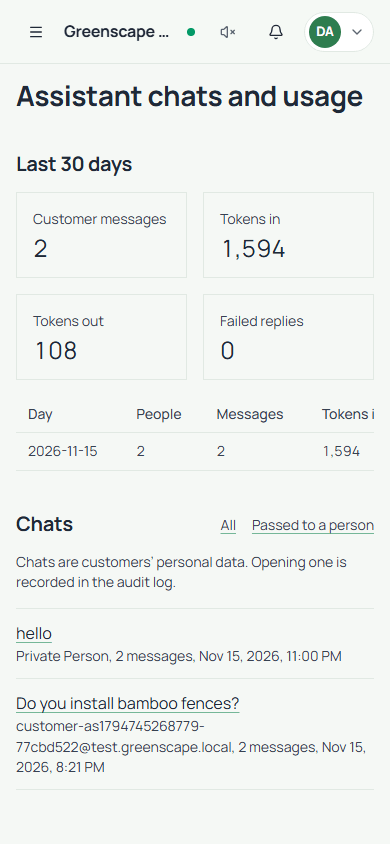 Greenscape ...
DA
Assistant chats and usage
Last 30 days
Customer messages
2
Tokens in
1,594
Tokens out
108
Failed replies
0
Day People Messages Tokens i
2026-11-15 2 2 1,594
Chats
All Passed to a person
Chats are customers' personal data. Opening one is
recorded in the audit log.
hello
Private Person, 2 messages, Nov 15, 2026, 11:00 PM
Do you install bamboo fences?
customer-as1794745268779-
77cbd522@test.greenscape.local, 2 messages, Nov 15,
2026, 8:21 PM